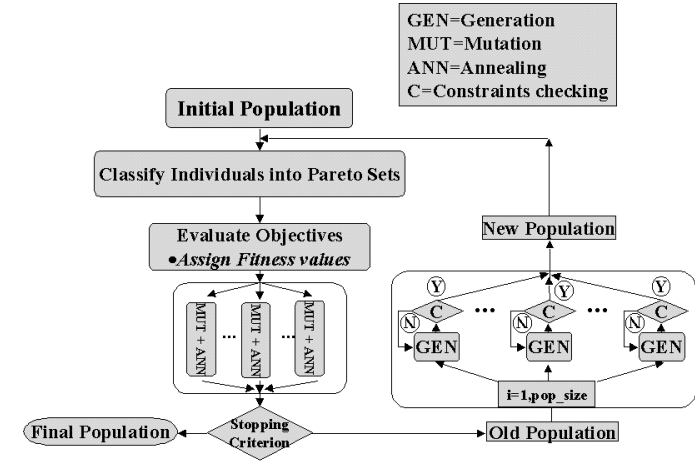 GEN=Generation
MUT=Mutation
ANN=Annealing
C=Constraints checking
Initial Population
Classify Individuals into Pareto Sets
Evaluate Objectives
•Assign Fitness values
MUT + ANN
...
MUT + ANN
...
MUT + ANN
Stopping
Criterion
Final Population
New Population
Y
Y
Y
C
...
C
...
C
N
N
N
GEN
GEN
GEN
i=1,pop_size
Old Population